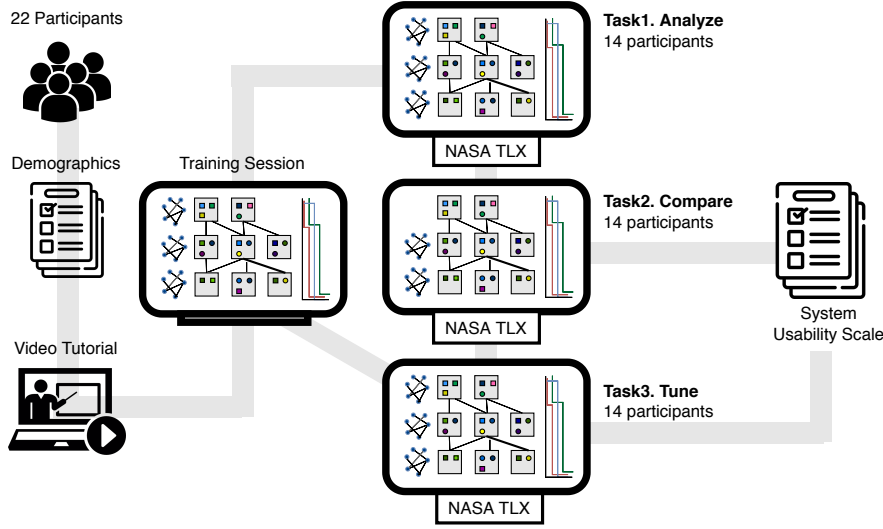 22 Participants
Demographics
Video Tutorial
Training Session
Task1. Analyze
14 participants
NASA TLX
Task2. Compare
14 participants
NASA TLX
Task3. Tune
14 participants
NASA TLX
System
Usability Scale